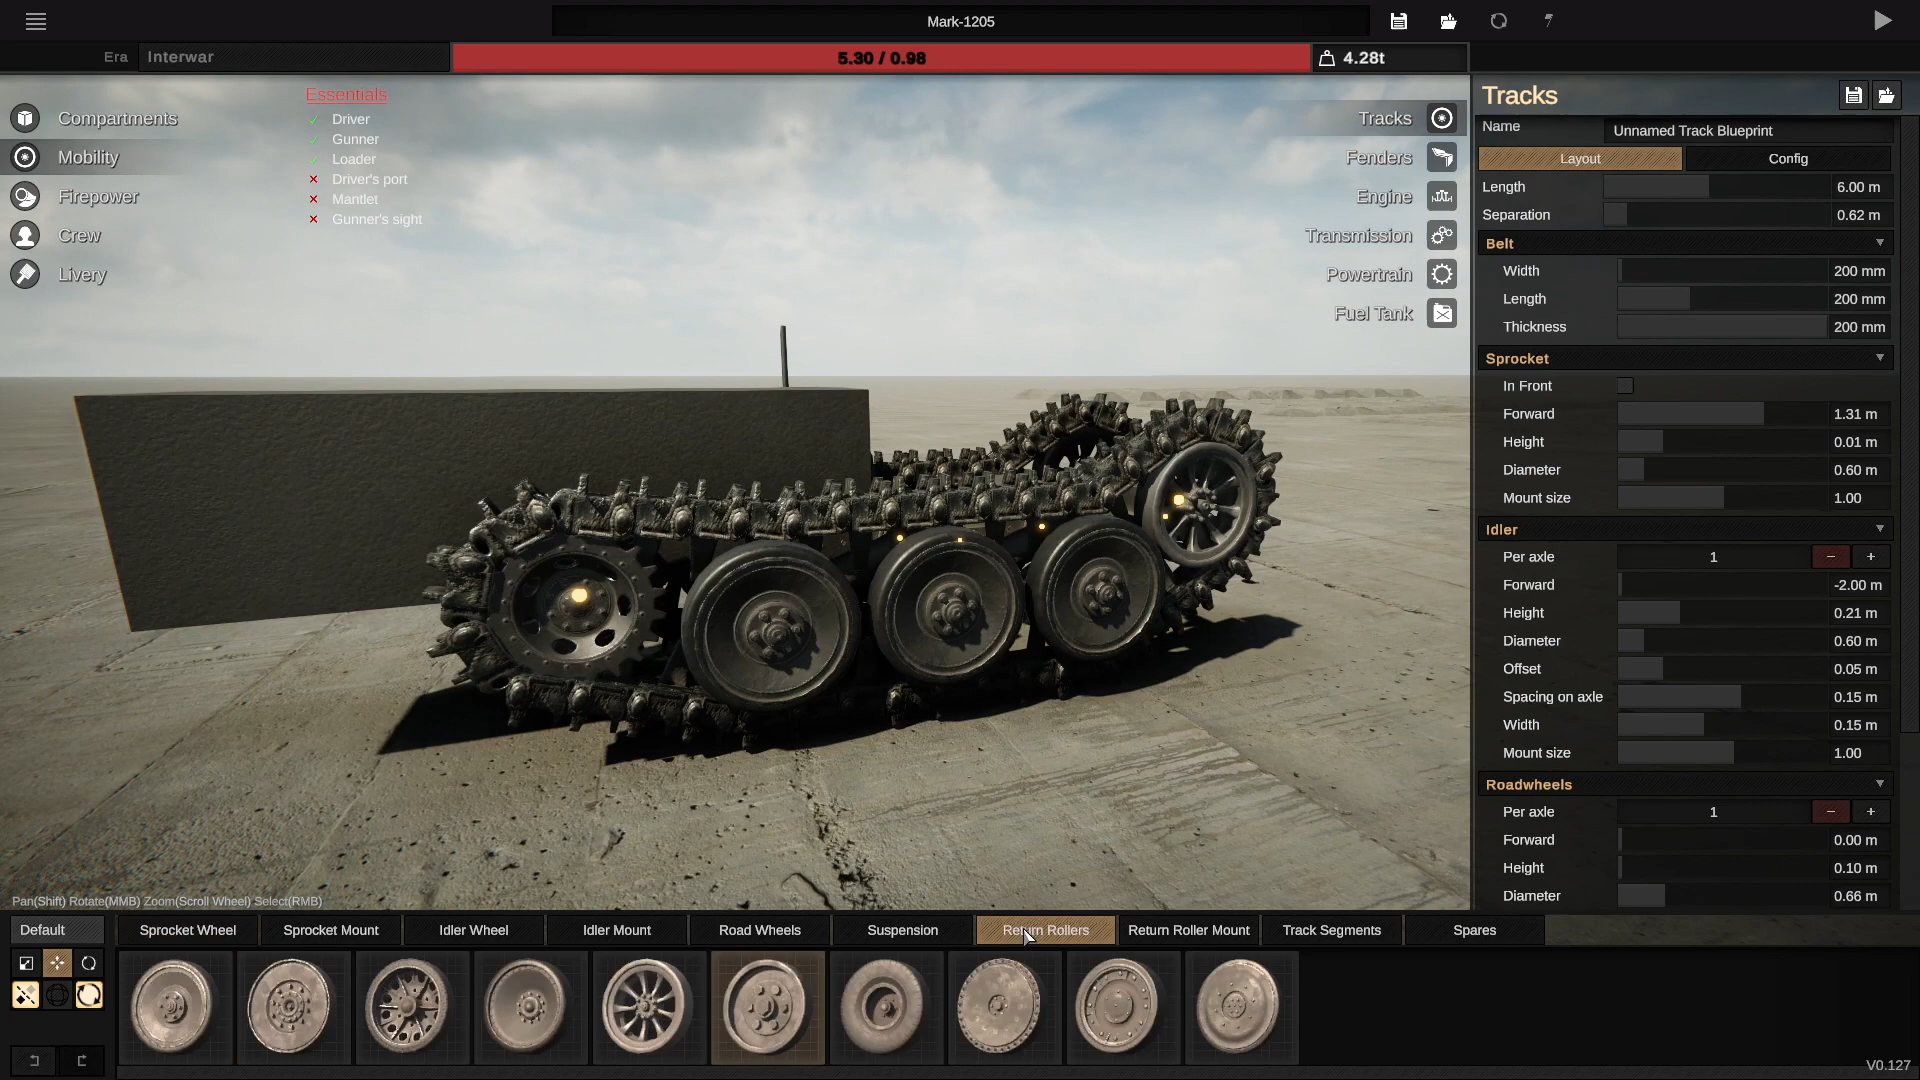 Mark-1205
Era Interwar 5.30 / 0.98 4.28t
Compartments
Mobility
Firepower
Crew
Livery
Essentials
Driver
Gunner
Loader
Driver's port
Mantlet
Gunner's sight
Tracks
Fenders
Engine
Transmission
Powertrain
Fuel Tank
Tracks
Name Unnamed Track Blueprint
Layout Config
Length 6.00 m
Separation 0.62 m
Belt
Width 200 mm
Length 200 mm
Thickness 200 mm
Sprocket
In Front
Forward 1.31 m
Height 0.01 m
Diameter 0.60 m
Mount size 1.00
Idler
Per axle 1 − +
Forward -2.00 m
Height 0.21 m
Diameter 0.60 m
Offset 0.05 m
Spacing on axle 0.15 m
Width 0.15 m
Mount size 1.00
Roadwheels
Per axle 1 − +
Forward 0.00 m
Height 0.10 m
Diameter 0.66 m
Pan(Shift) Rotate(MMB) Zoom(Scroll Wheel) Select(RMB)
Default Sprocket Wheel Sprocket Mount Idler Wheel Idler Mount Road Wheels Suspension Return Rollers Return Roller Mount Track Segments Spares
V0.127